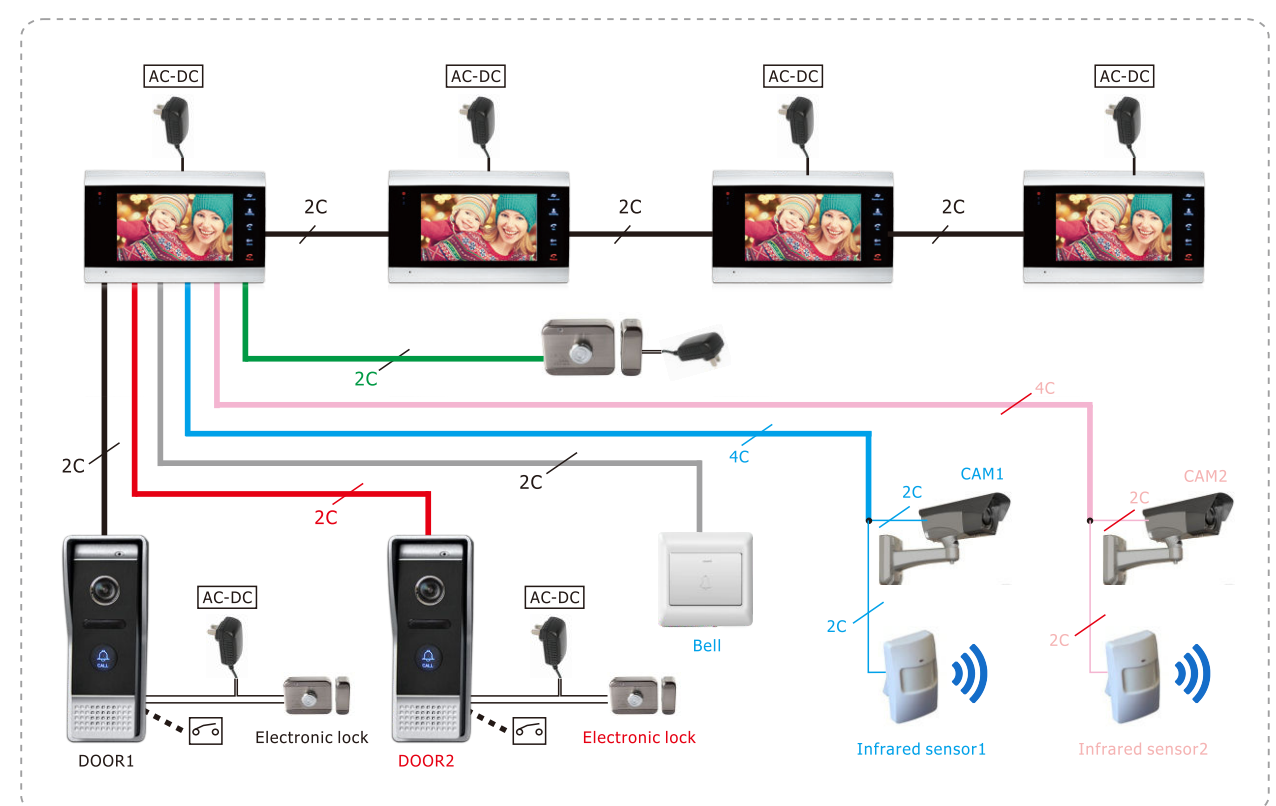 AC-DC
AC-DC
AC-DC
AC-DC
2C
2C
2C
2C
4C
4C
2C
2C
2C
CAM1
2C
CAM2
2C
AC-DC
AC-DC
CALL
CALL
2C
2C
Bell
Electronic lock
Electronic lock
Infrared sensor1
Infrared sensor2
DOOR1
DOOR2